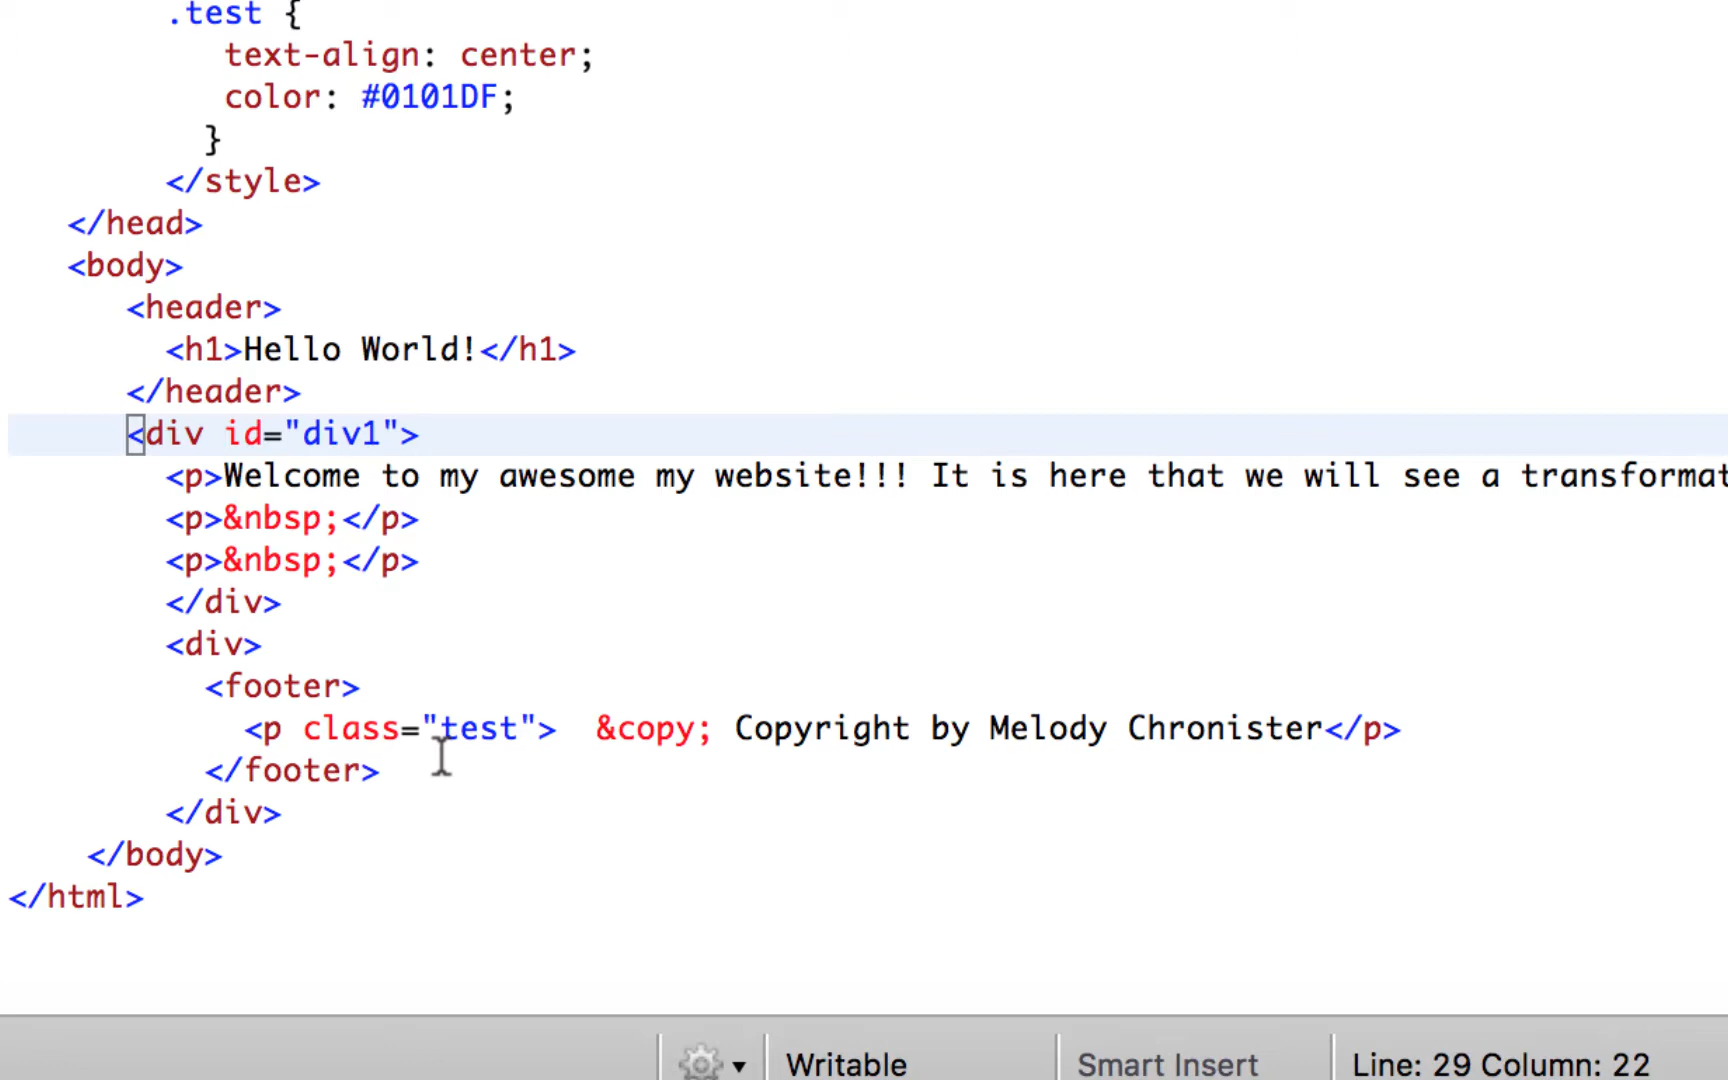 .test {
text-align: center;
color: #0101DF;
}
</style>
</head>
<body>
<header>
<h1>Hello World!</h1>
</header>
<div id="div1">
<p>Welcome to my awesome my website!!! It is here that we will see a transformat
<p>&nbsp;</p>
<p>&nbsp;</p>
</div>
<div>
<footer>
<p class="test">  &copy; Copyright by Melody Chronister</p>
</footer>
</div>
</body>
</html>
Writable Smart Insert Line: 29 Column: 22